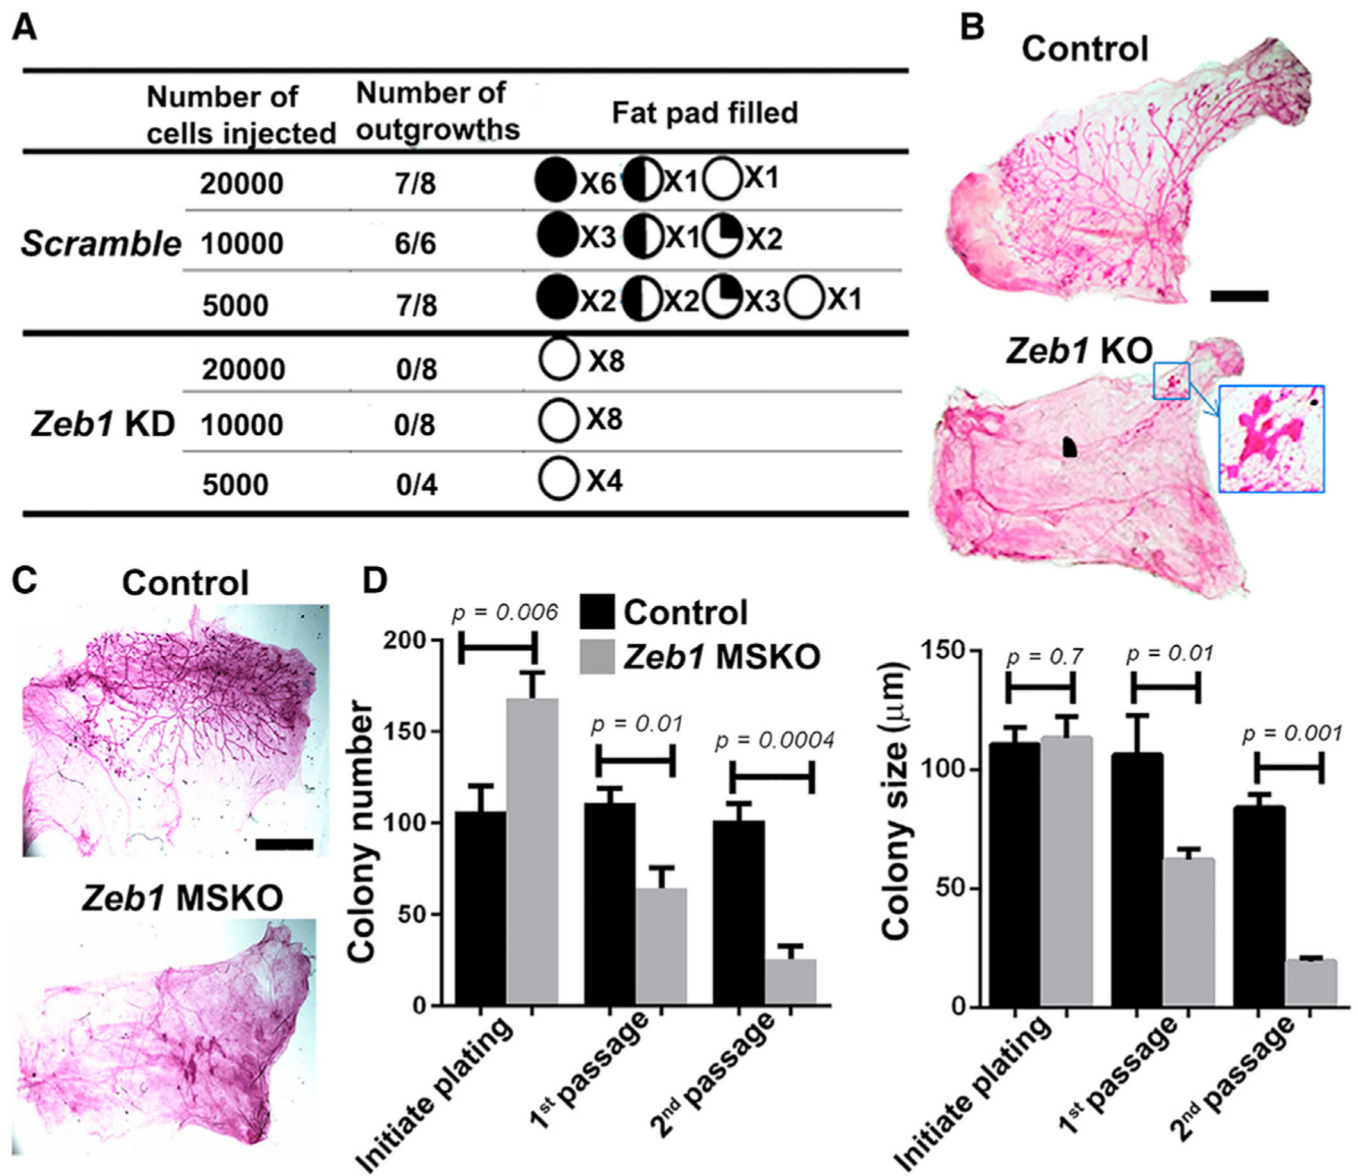 A
Number of cells injected
Number of outgrowths
Fat pad filled
Scramble
20000 7/8 X6 X1 X1
10000 6/6 X3 X1 X2
5000 7/8 X2 X2 X3 X1
Zeb1 KD
20000 0/8 X8
10000 0/8 X8
5000 0/4 X4
B
Control
Zeb1 KO
C
Control
Zeb1 MSKO
D
Control
Zeb1 MSKO
Colony number
200
150
100
50
0
p = 0.006
p = 0.01
p = 0.0004
Initiate plating
1st passage
2nd passage
Colony size (μm)
150
100
50
0
p = 0.7
p = 0.01
p = 0.001
Initiate plating
1st passage
2nd passage